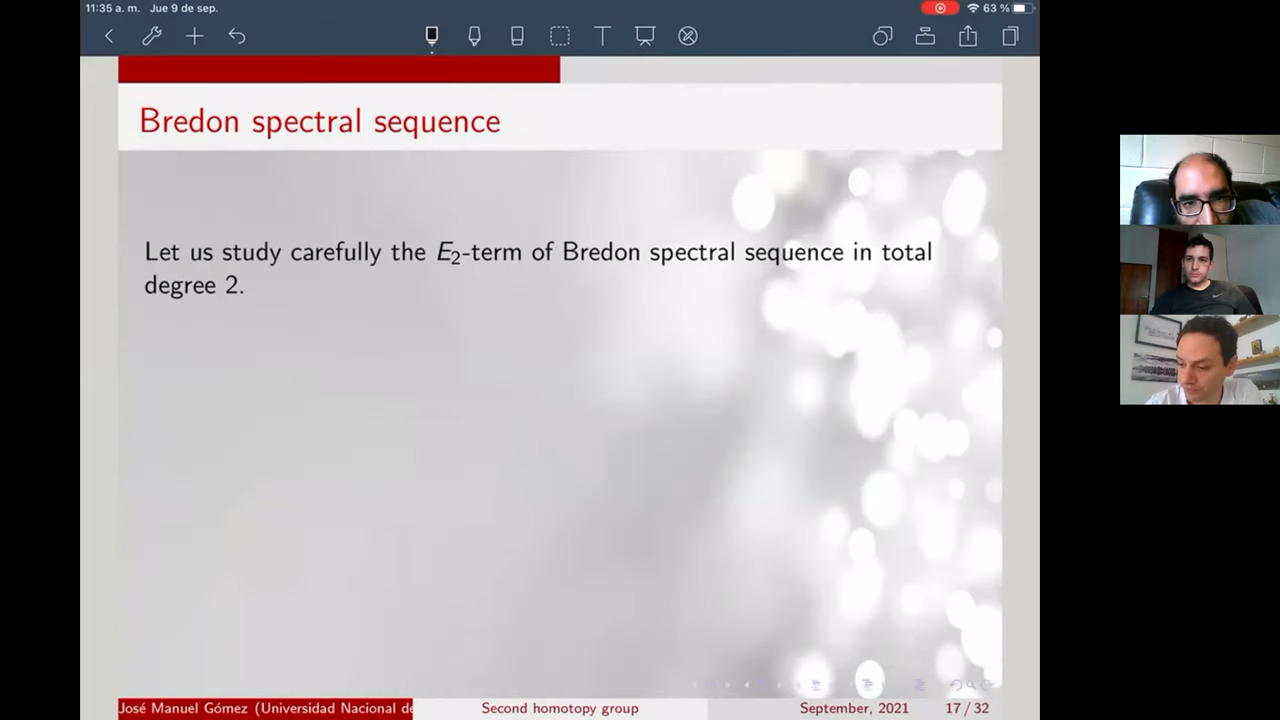 11:35 a. m. Jue 9 de sep.
63 %
Bredon spectral sequence
Let us study carefully the E₂-term of Bredon spectral sequence in total
degree 2.
José Manuel Gómez (Universidad Nacional de
Second homotopy group
September, 2021
17 / 32